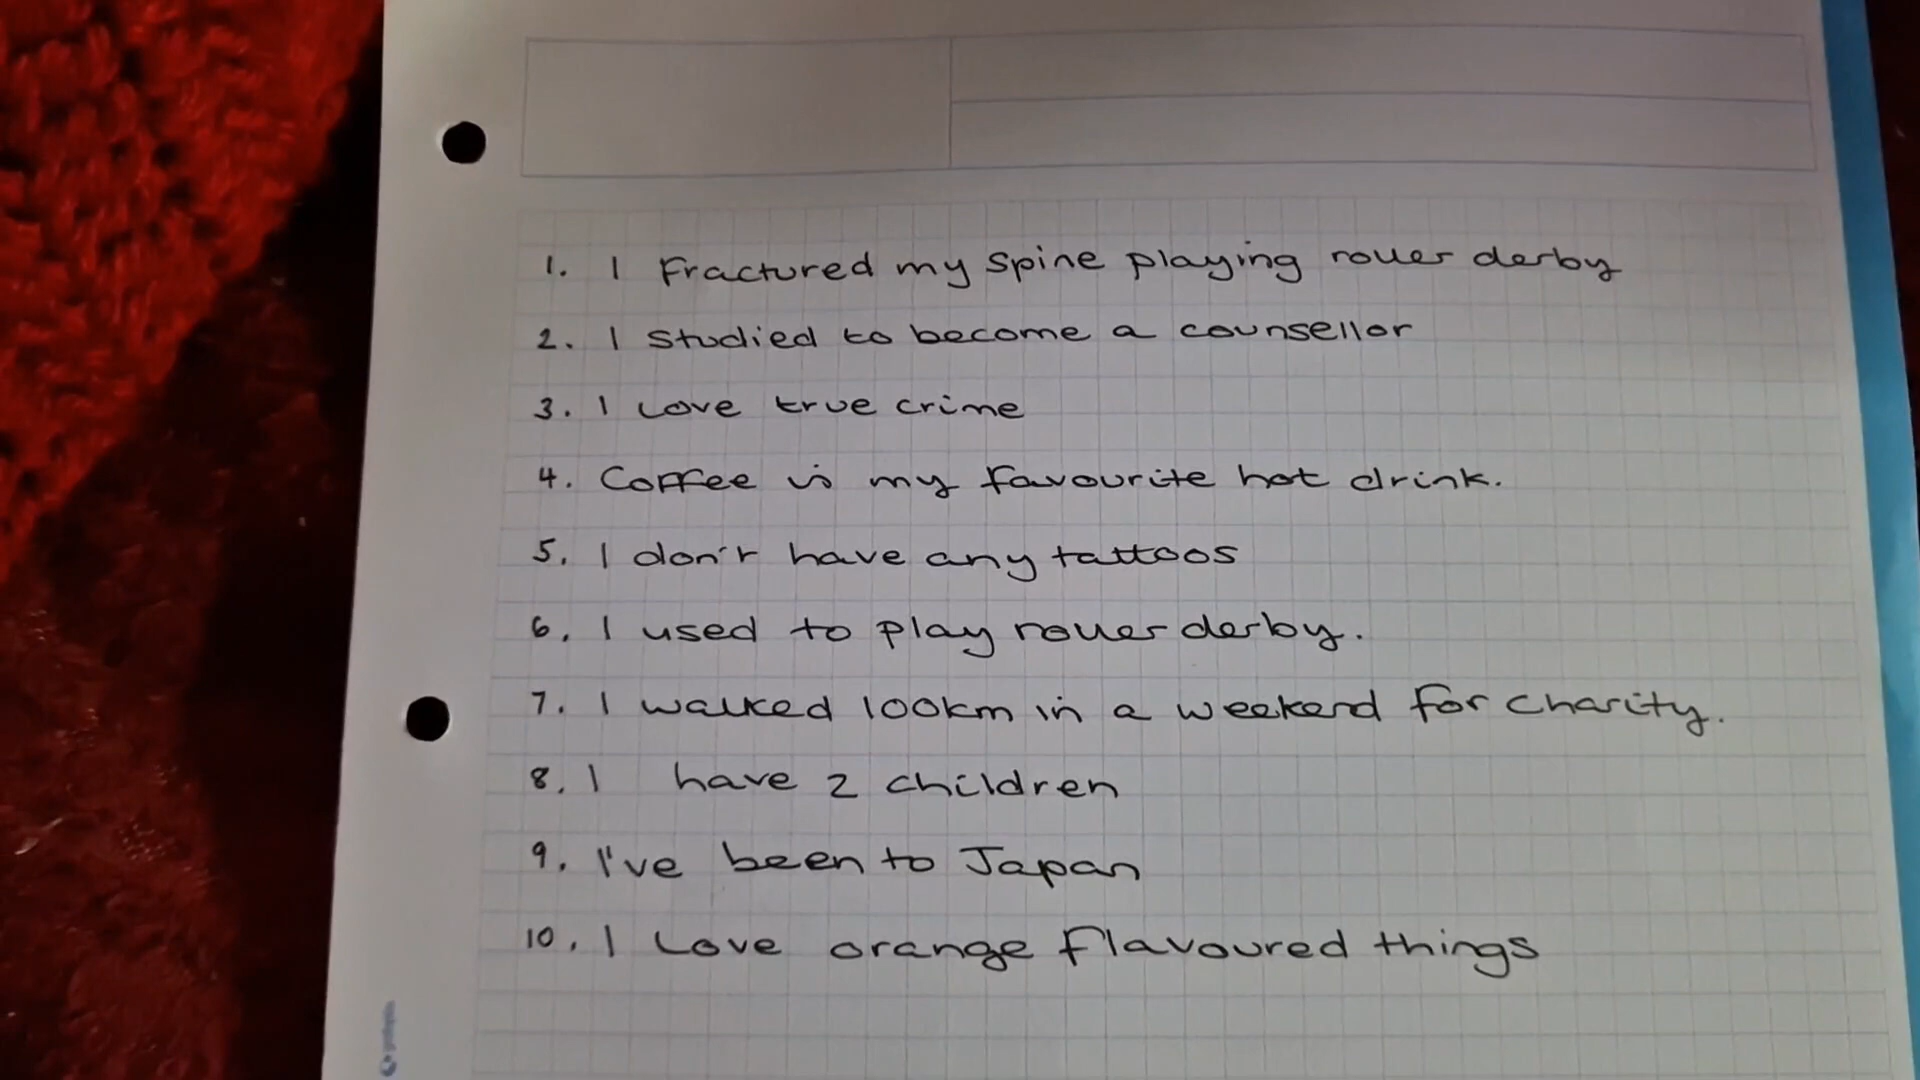 1. I Fractured my spine playing roller derby
2. I studied to become a counsellor
3. I love true crime
4. Coffee is my favourite hot drink.
5. I don't have any tattoos
6. I used to play roller derby.
7. I walked 100km in a weekend for charity.
8. I have 2 children
9. I've been to Japan
10. I love orange flavoured things